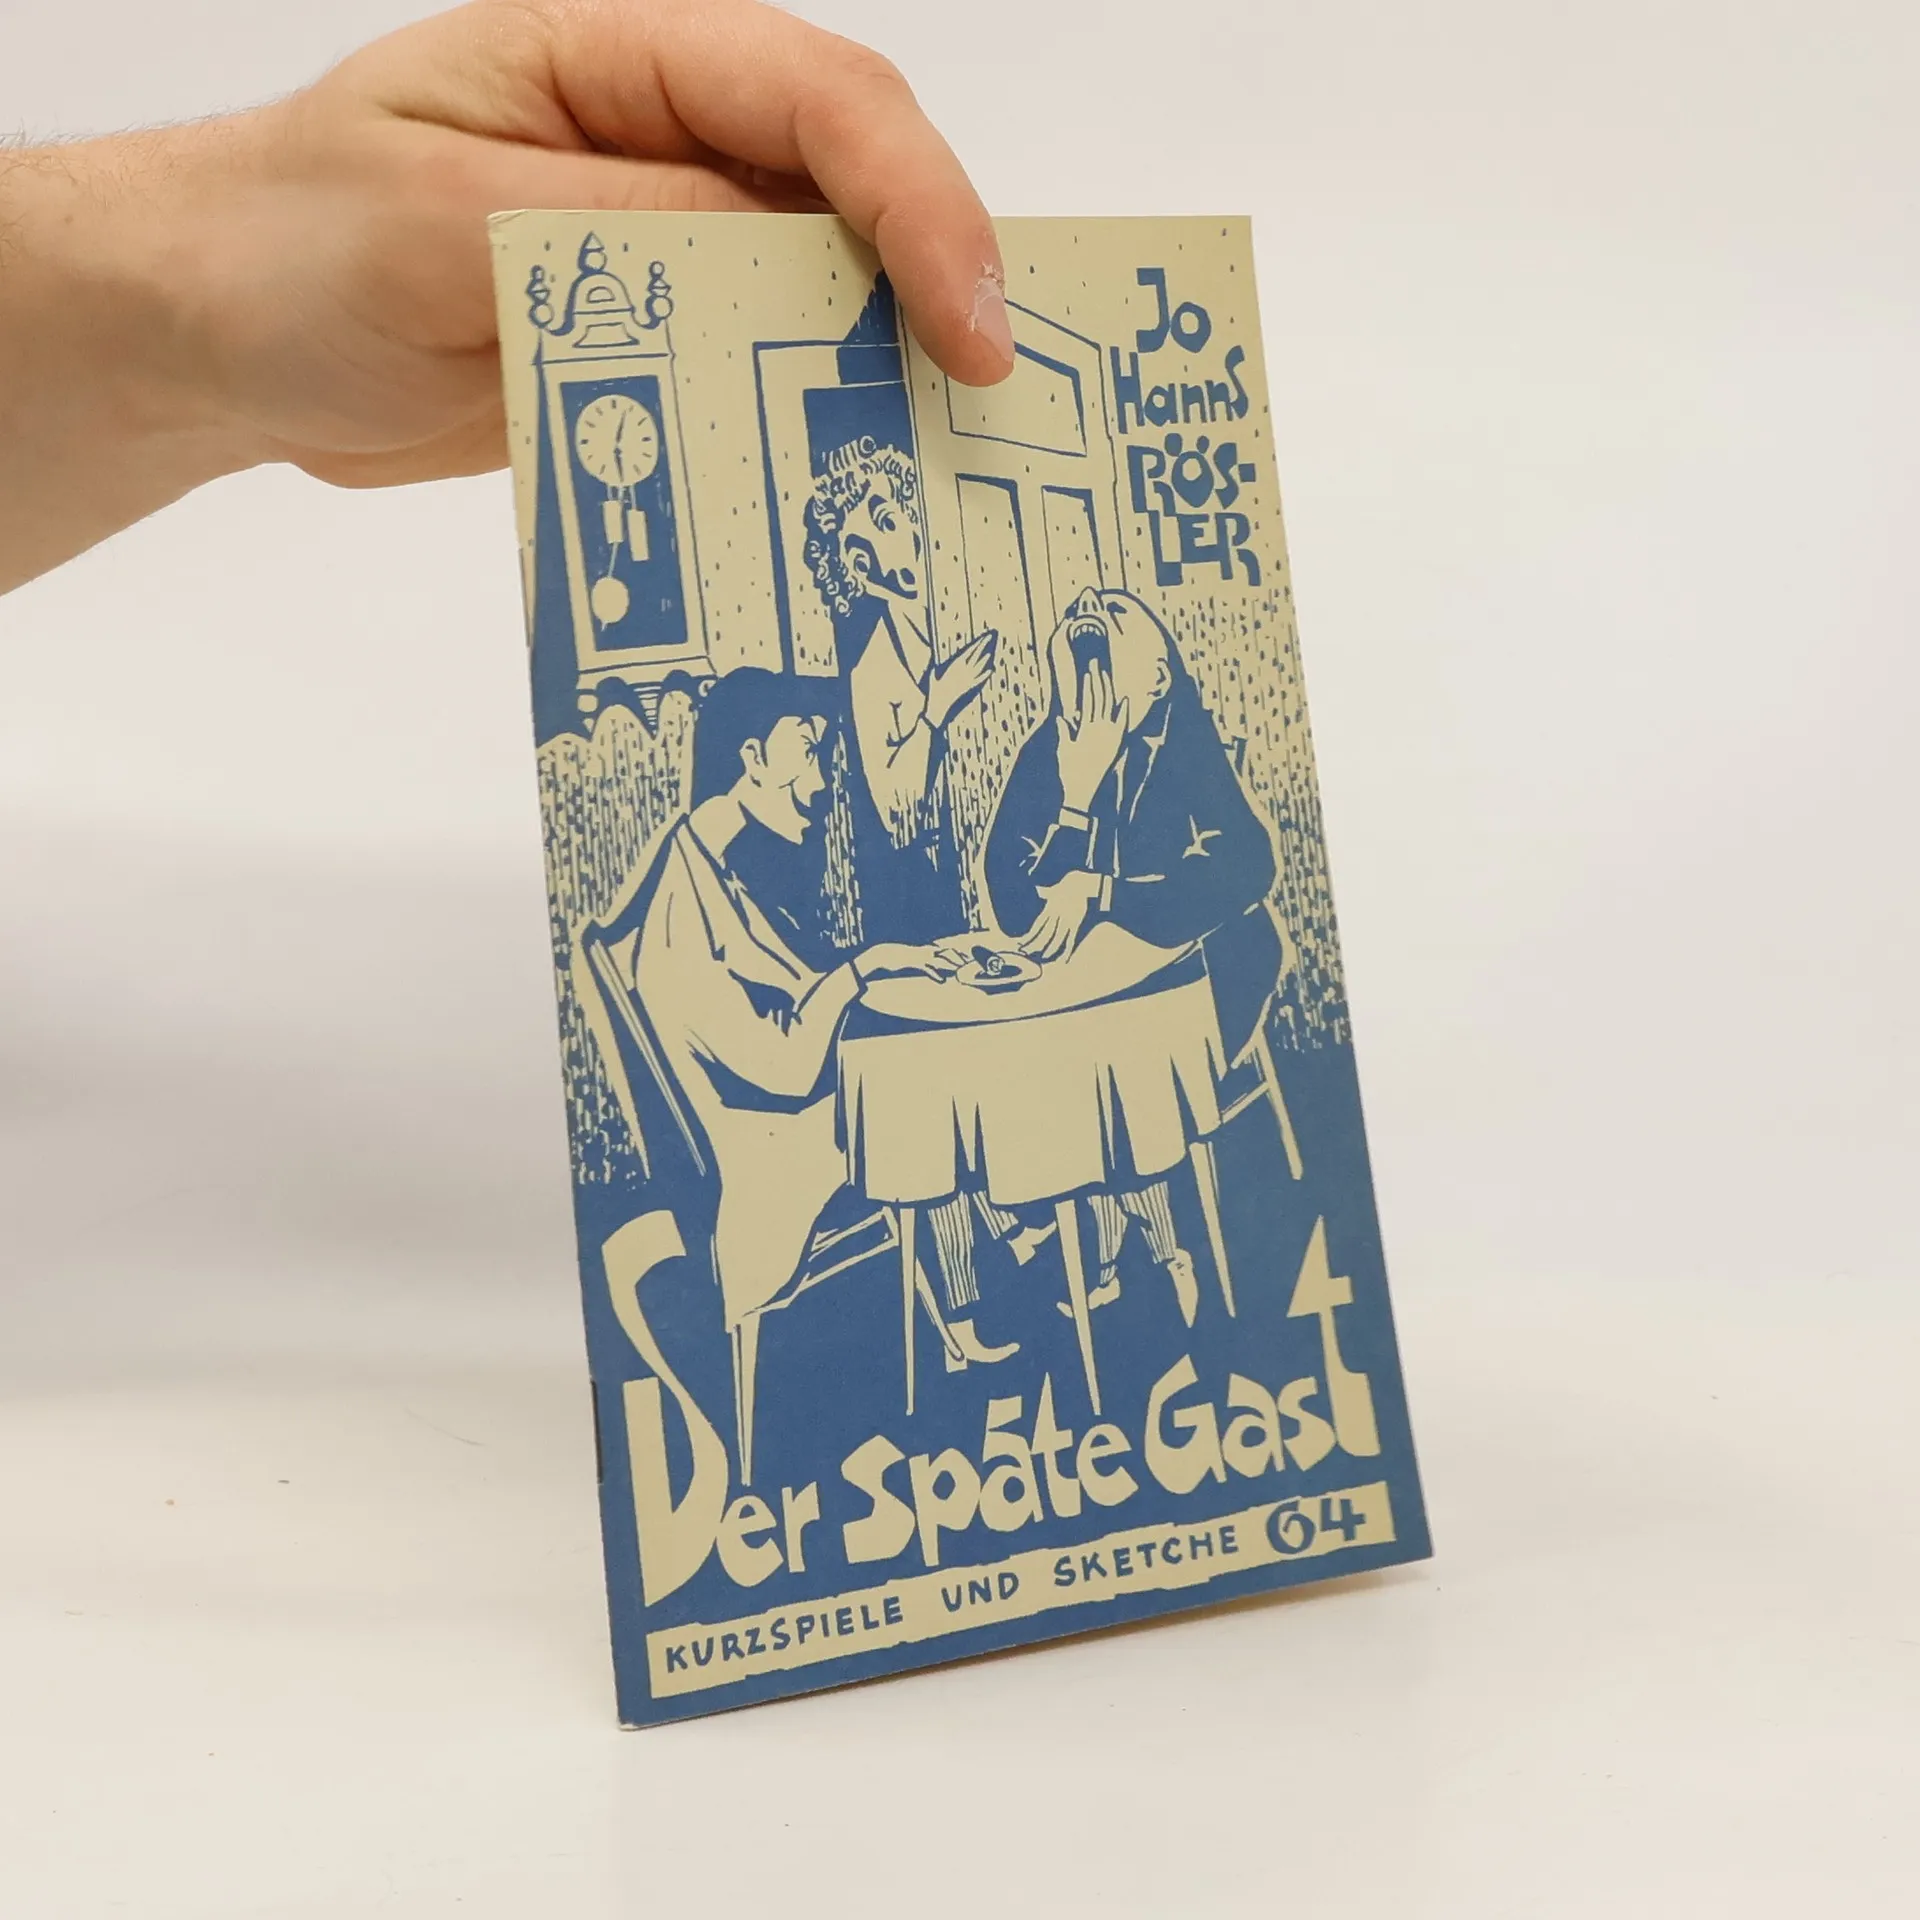 Jo
Hanns
RÖS-
LER
Der Späte Gast
KURZSPIELE UND SKETCHE 64